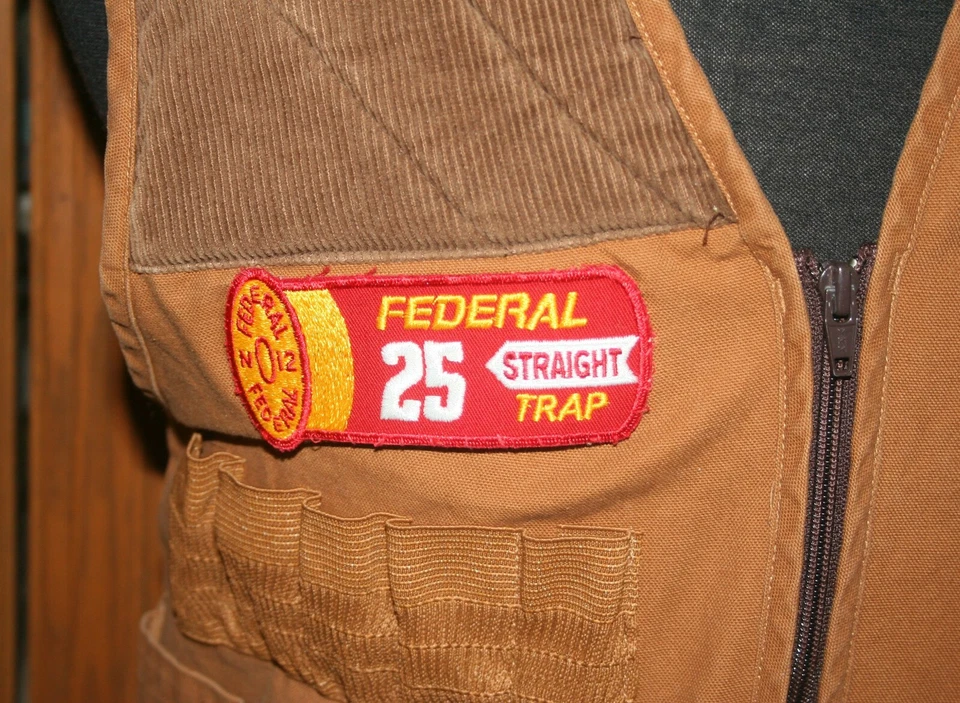 FEDERAL
N 12
FEDERAL
FEDERAL
25
STRAIGHT
TRAP